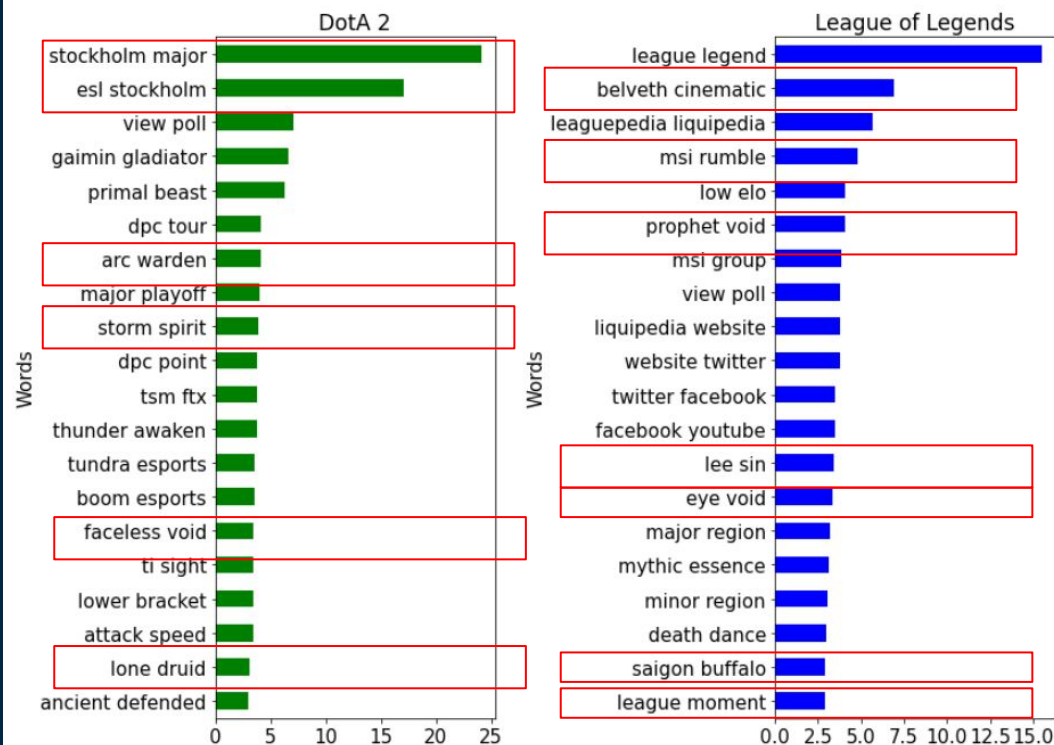 DotA 2
stockholm major
esl stockholm
view poll
gaimin gladiator
primal beast
dpc tour
arc warden
major playoff
storm spirit
dpc point
tsm ftx
thunder awaken
tundra esports
boom esports
faceless void
ti sight
lower bracket
attack speed
lone druid
ancient defended
Words
0 5 10 15 20 25
League of Legends
league legend
belveth cinematic
leaguepedia liquipedia
msi rumble
low elo
prophet void
msi group
view poll
liquipedia website
website twitter
twitter facebook
facebook youtube
lee sin
eye void
major region
mythic essence
minor region
death dance
saigon buffalo
league moment
Words
0.0 2.5 5.0 7.5 10.0 12.5 15.0